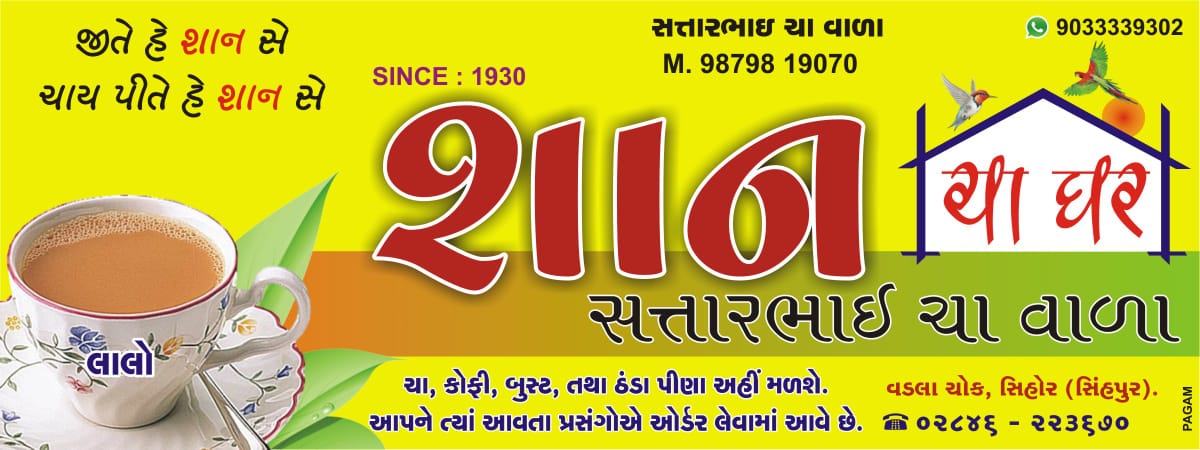 જીતે હે શાન સે
ચાય પીતે હે શાન સે
સત્તારભાઇ ચા વાળા
M. 98798 19070
9033339302
SINCE : 1930
શાન
ચા ઘર
સત્તારભાઈ ચા વાળા
લાલો
ચા, કોફી, બુસ્ટ, તથા ઠંડા પીણા અહીં મળશે.
આપને ત્યાં આવતા પ્રસંગોએ ઓર્ડર લેવામાં આવે છે.
વડલા ચોક, સિહોર (સિંહપુર).
☎ ૦૨૮૪૬ - ૨૨૩૬૭૦
PAGAM